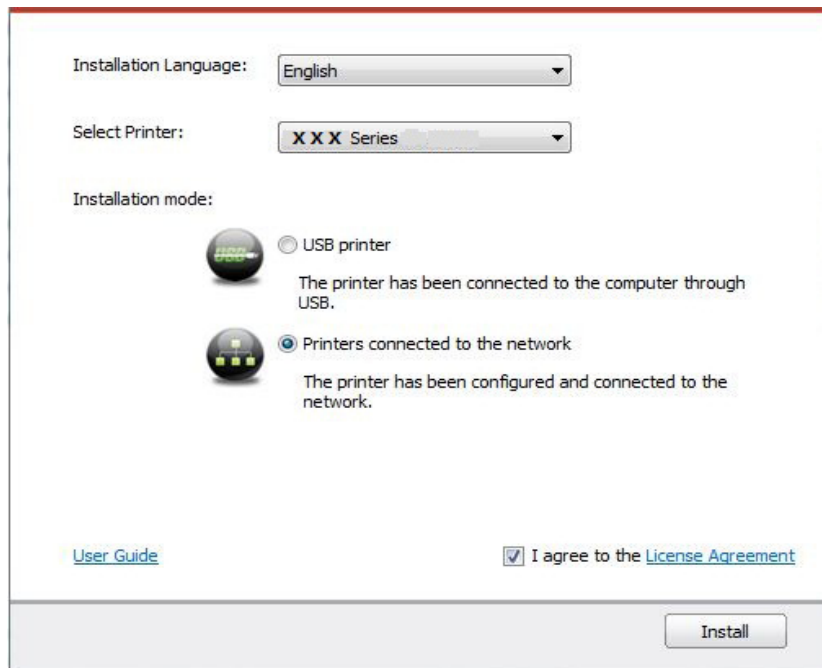 Installation Language:
English
Select Printer:
X X X Series
Installation mode:
USB
USB printer
The printer has been connected to the computer through
USB.
Printers connected to the network
The printer has been configured and connected to the
network.
User Guide
I agree to the License Agreement
Install